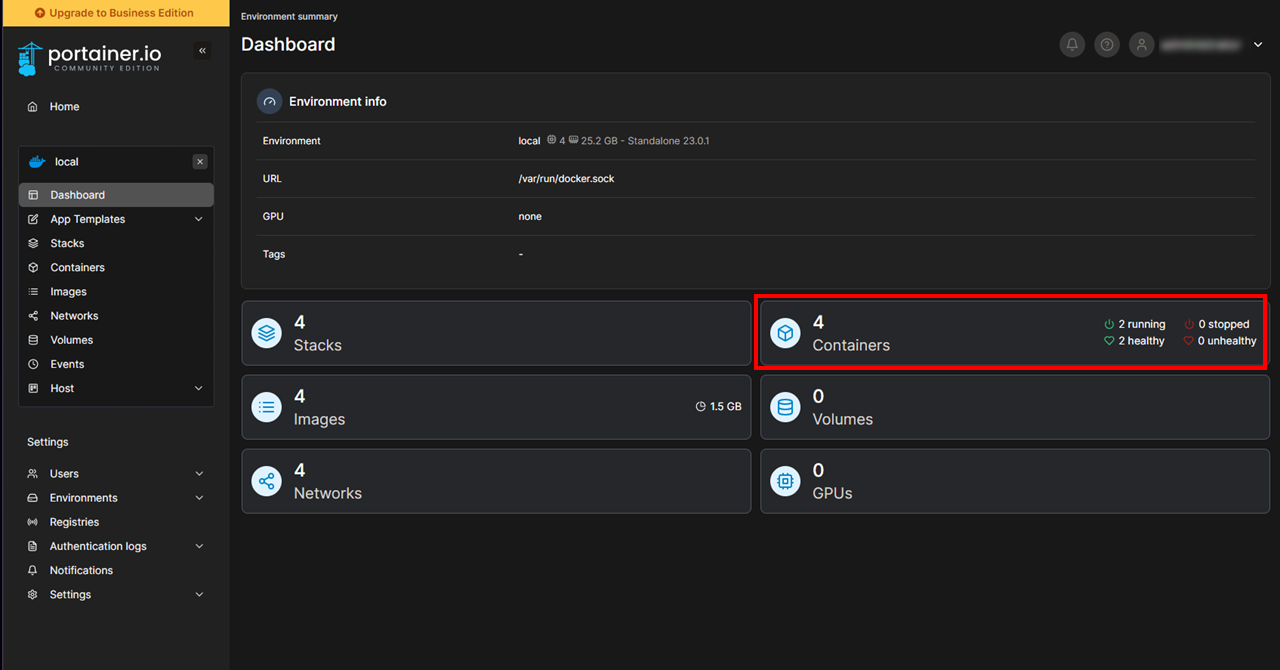 Upgrade to Business Edition
portainer.io
COMMUNITY EDITION
Home
local
Dashboard
App Templates
Stacks
Containers
Images
Networks
Volumes
Events
Host
Settings
Users
Environments
Registries
Authentication logs
Notifications
Settings
Environment summary
Dashboard
Environment info
Environment local 4 25.2 GB - Standalone 23.0.1
URL /var/run/docker.sock
GPU none
Tags -
4
Stacks
4
Containers
2 running 0 stopped
2 healthy 0 unhealthy
4
Images
1.5 GB
0
Volumes
4
Networks
0
GPUs